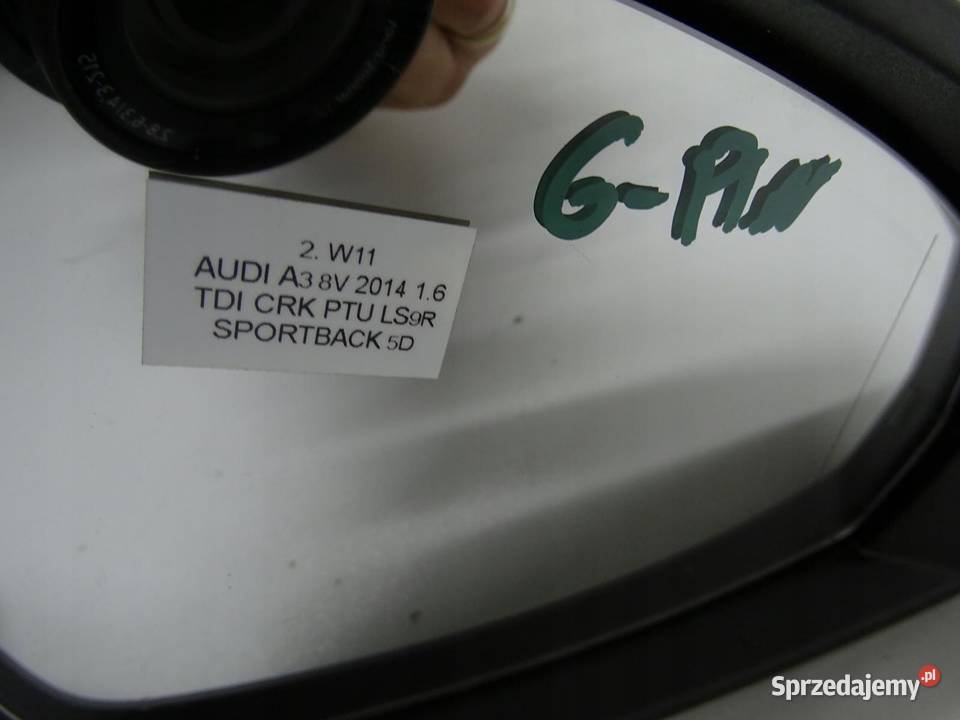 2. W11
AUDI A3 8V 2014 1.6
TDI CRK PTU LS9R
SPORTBACK 5D
Sprzedajemy.pl